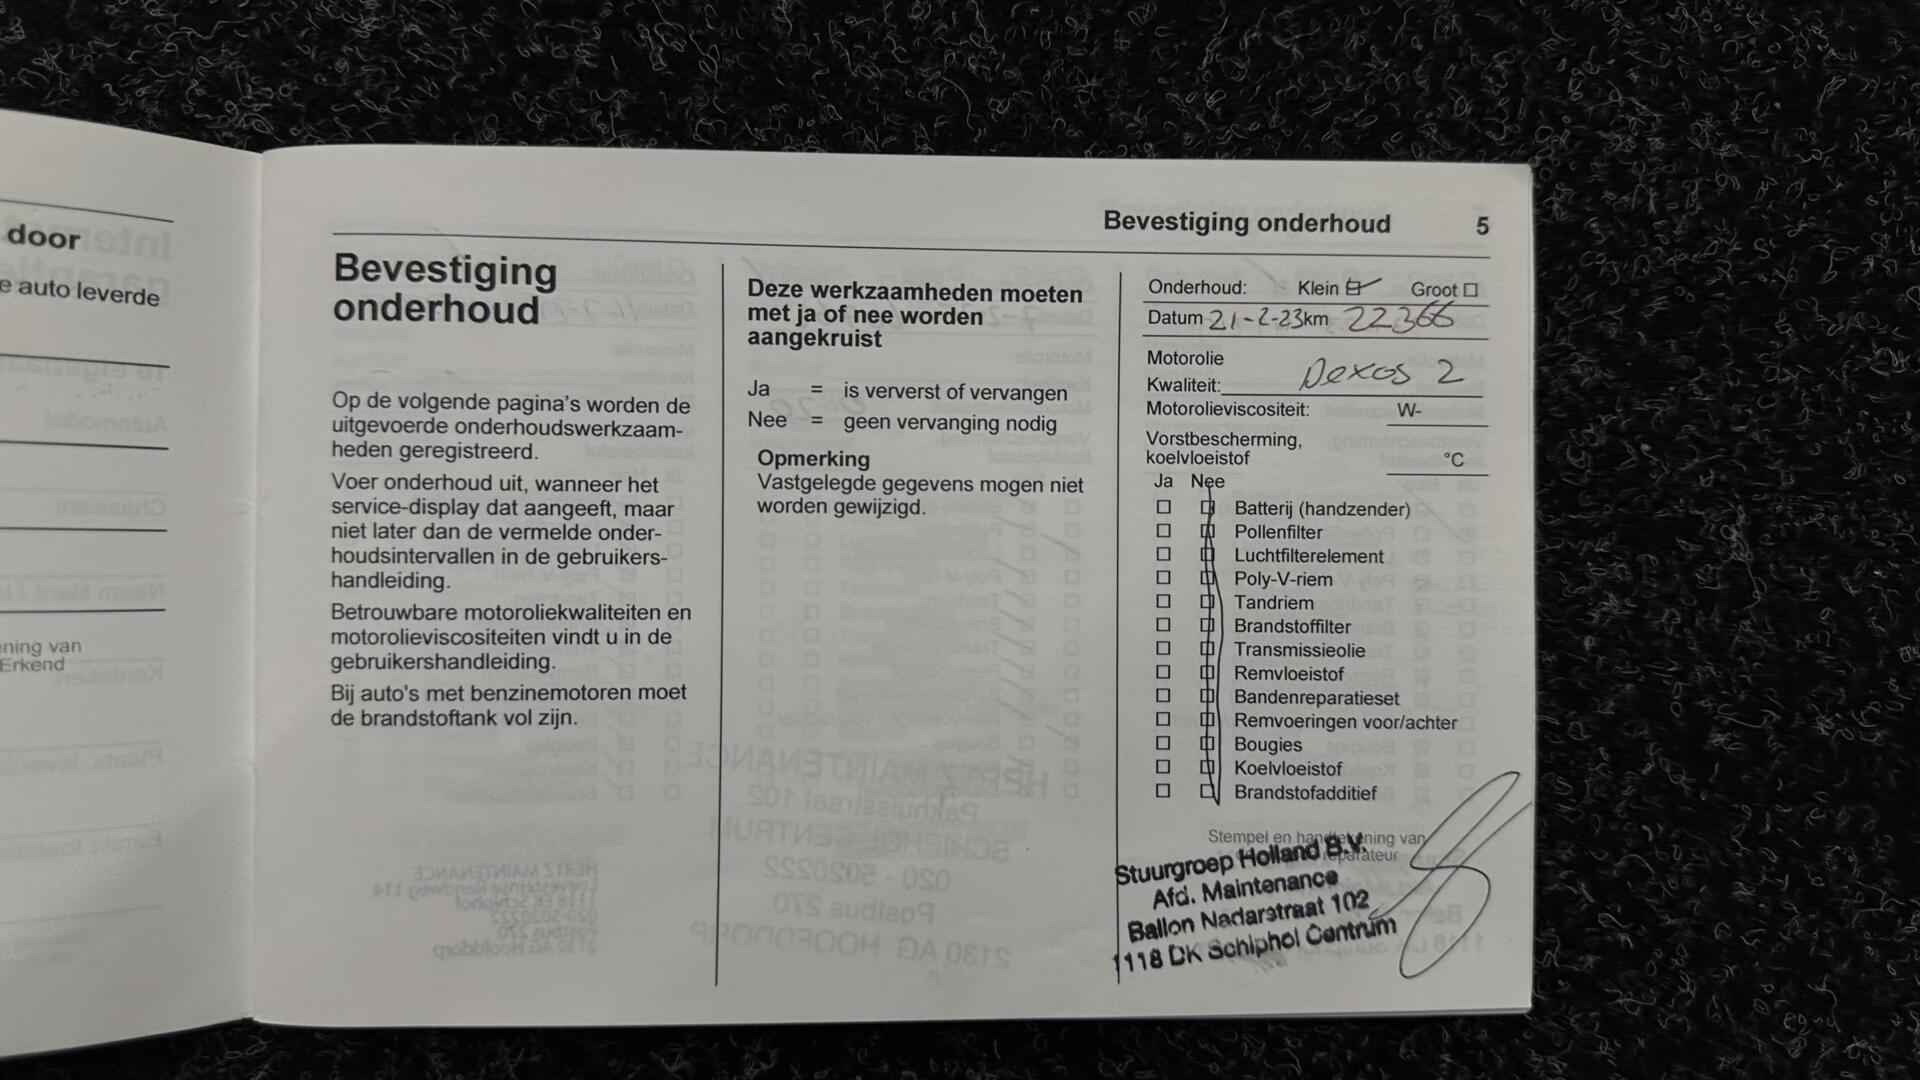 door
e auto leverde
ning van
Erkend
Bevestiging onderhoud 5
Bevestiging
onderhoud
Op de volgende pagina's worden de
uitgevoerde onderhoudswerkzaam-
heden geregistreerd.
Voer onderhoud uit, wanneer het
service-display dat aangeeft, maar
niet later dan de vermelde onder-
houdsintervallen in de gebruikers-
handleiding.
Betrouwbare motoroliekwaliteiten en
motorolieviscositeiten vindt u in de
gebruikershandleiding.
Bij auto's met benzinemotoren moet
de brandstoftank vol zijn.
Deze werkzaamheden moeten
met ja of nee worden
aangekruist
Ja = is ververst of vervangen
Nee = geen vervanging nodig
Opmerking
Vastgelegde gegevens mogen niet
worden gewijzigd.
Onderhoud: Klein Groot
Datum 21-2-23 km 22366
Motorolie
Kwaliteit: Dexos 2
Motorolieviscositeit: W-
Vorstbescherming,
koelvloeistof °C
Ja Nee
Batterij (handzender)
Pollenfilter
Luchtfilterelement
Poly-V-riem
Tandriem
Brandstoffilter
Transmissieolie
Remvloeistof
Bandenreparatieset
Remvoeringen voor/achter
Bougies
Koelvloeistof
Brandstofadditief
Stempel en handtekening van
reparateur
Stuurgroep Holland B.V.
Afd. Maintenance
Ballon Nadarstraat 102
1118 DK Schiphol Centrum